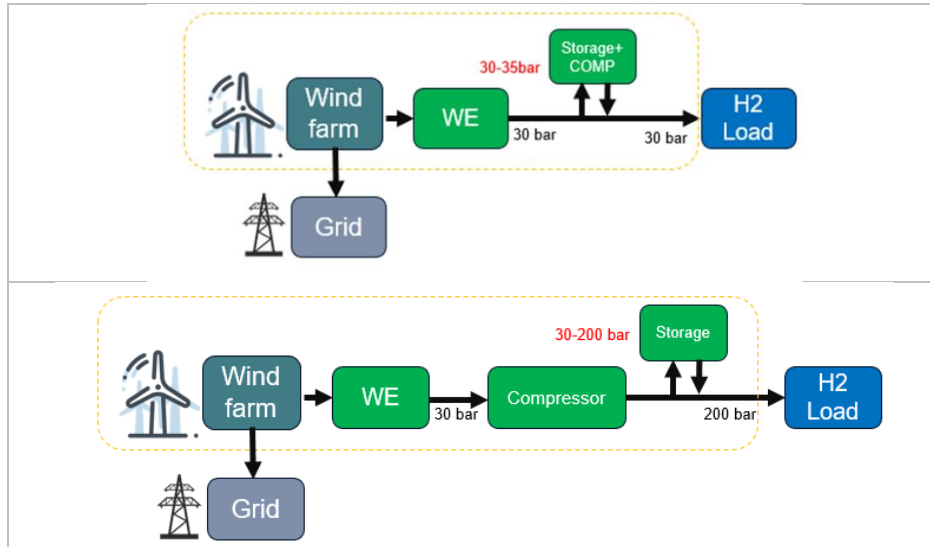 Storage+
COMP
30-35bar
Wind
farm
WE
30 bar
30 bar
H2
Load
Grid
30-200 bar
Storage
Wind
farm
WE
30 bar
Compressor
200 bar
H2
Load
Grid